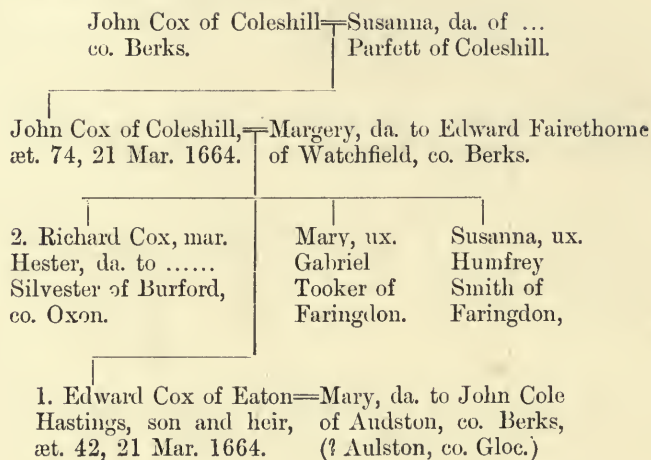 John Cox of Coleshill=Susanna, da. of ...
co. Berks. Parfett of Coleshill.
John Cox of Coleshill,=Margery, da. to Edward Fairethorne
æt. 74, 21 Mar. 1664. of Watchfield, co. Berks.
2. Richard Cox, mar.
Hester, da. to ......
Silvester of Burford,
co. Oxon.
Mary, ux.
Gabriel
Tooker of
Faringdon.
Susanna, ux.
Humfrey
Smith of
Faringdon,
1. Edward Cox of Eaton=Mary, da. to John Cole
Hastings, son and heir, of Audston, co. Berks,
æt. 42, 21 Mar. 1664. (? Aulston, co. Gloc.)